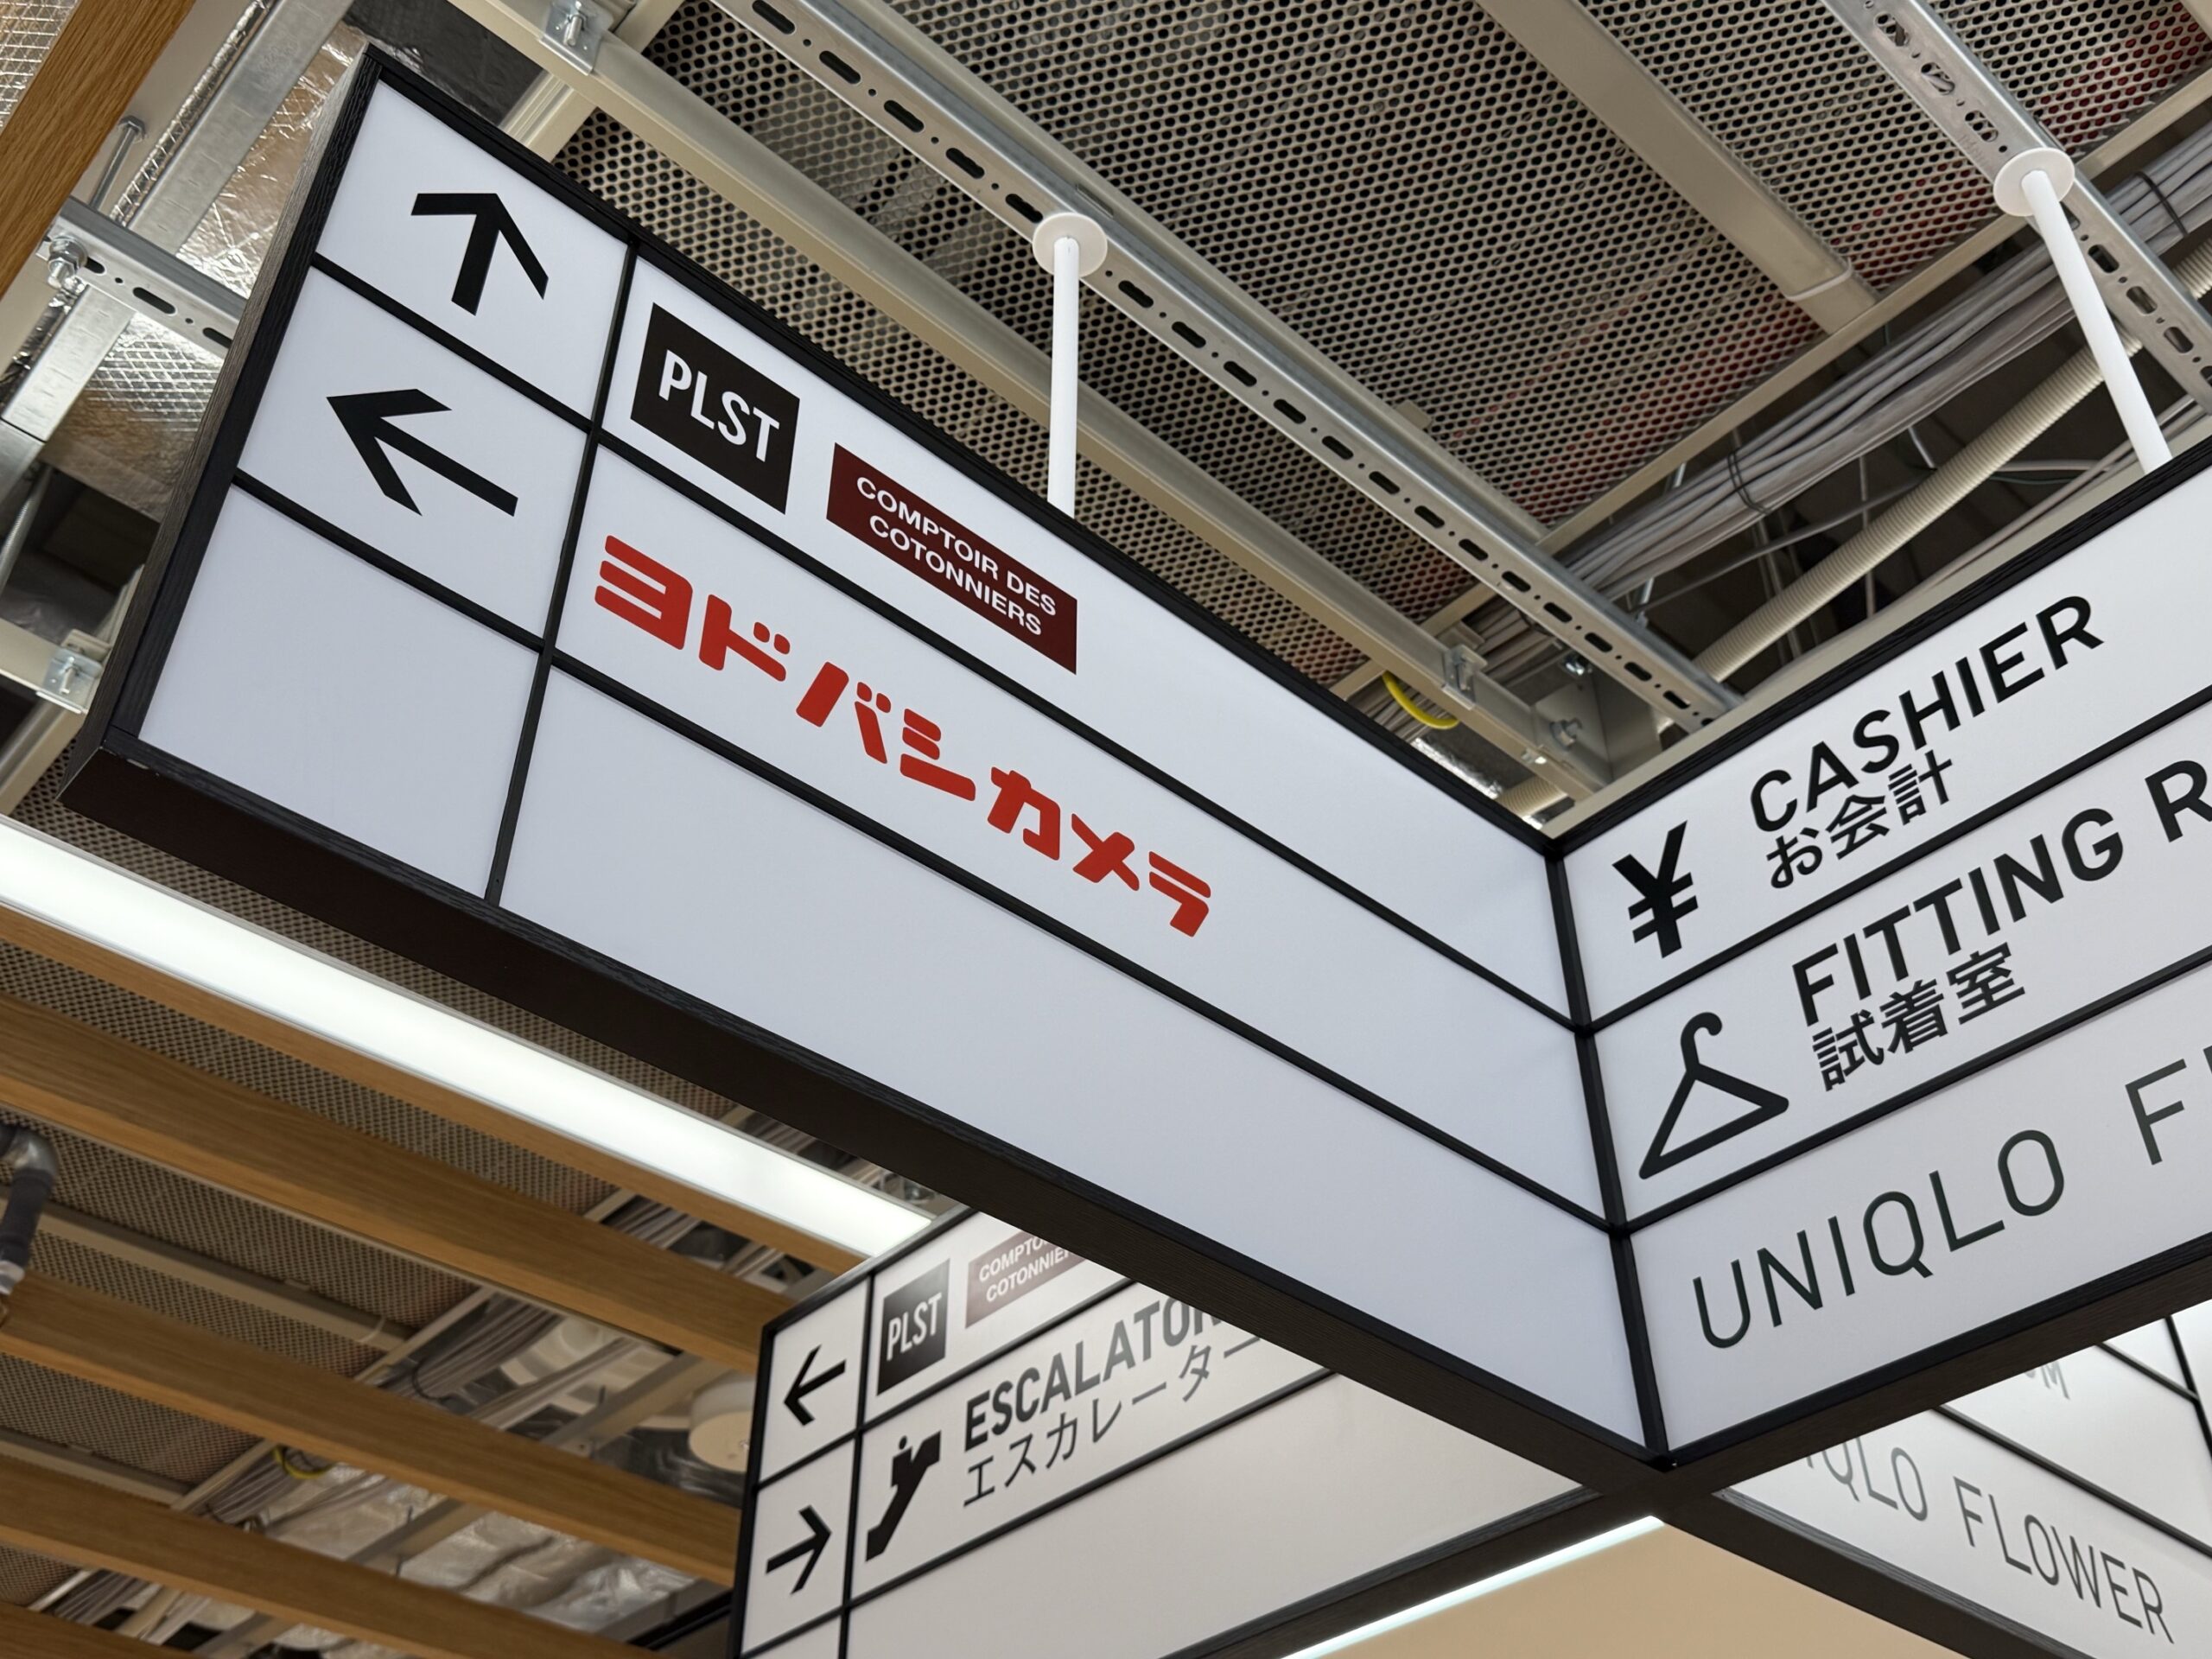 PLST
COMPTOIR DES
COTONNIERS
ヨドバシカメラ
¥
CASHIER
お会計
FITTING R
試着室
UNIQLO
PLST
ESCALATOR
エスカレーター
FLOWER